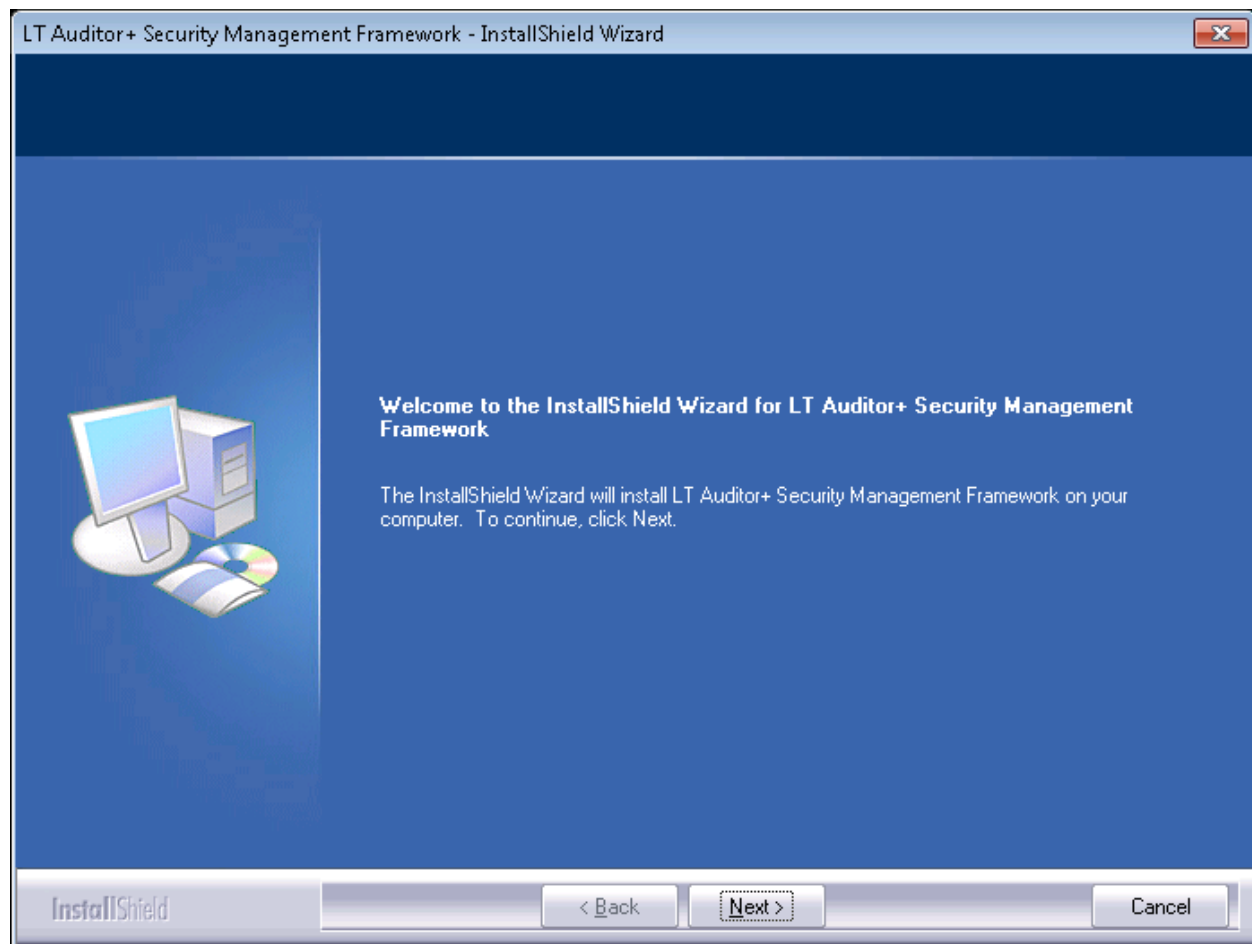 LT Auditor+ Security Management Framework - InstallShield Wizard
Welcome to the InstallShield Wizard for LT Auditor+ Security Management
Framework
The InstallShield Wizard will install LT Auditor+ Security Management Framework on your
computer.  To continue, click Next.
InstallShield
< Back
Next >
Cancel